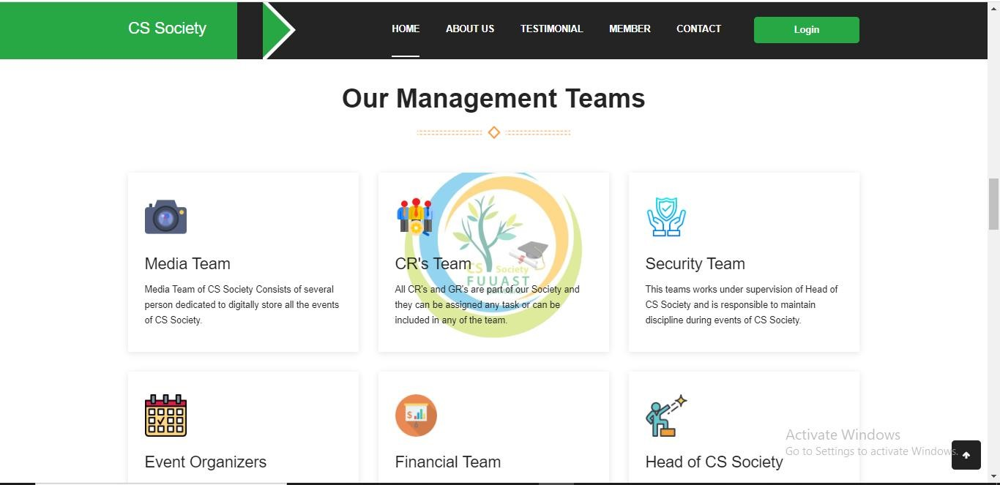 CS Society
HOME
ABOUT US
TESTIMONIAL
MEMBER
CONTACT
Login
Our Management Teams
Media Team
Media Team of CS Society Consists of several
person dedicated to digitally store all the events
of CS Society.
CR's Team
CS Society
FUUAST
All CR's and GR's are part of our Society and
they can be assigned any task or can be
included in any of the team.
Security Team
This teams works under supervision of Head of
CS Society and is responsible to maintain
discipline during events of CS Society.
Event Organizers
Financial Team
Head of CS Society
Activate Windows
Go to Settings to activate Windows.